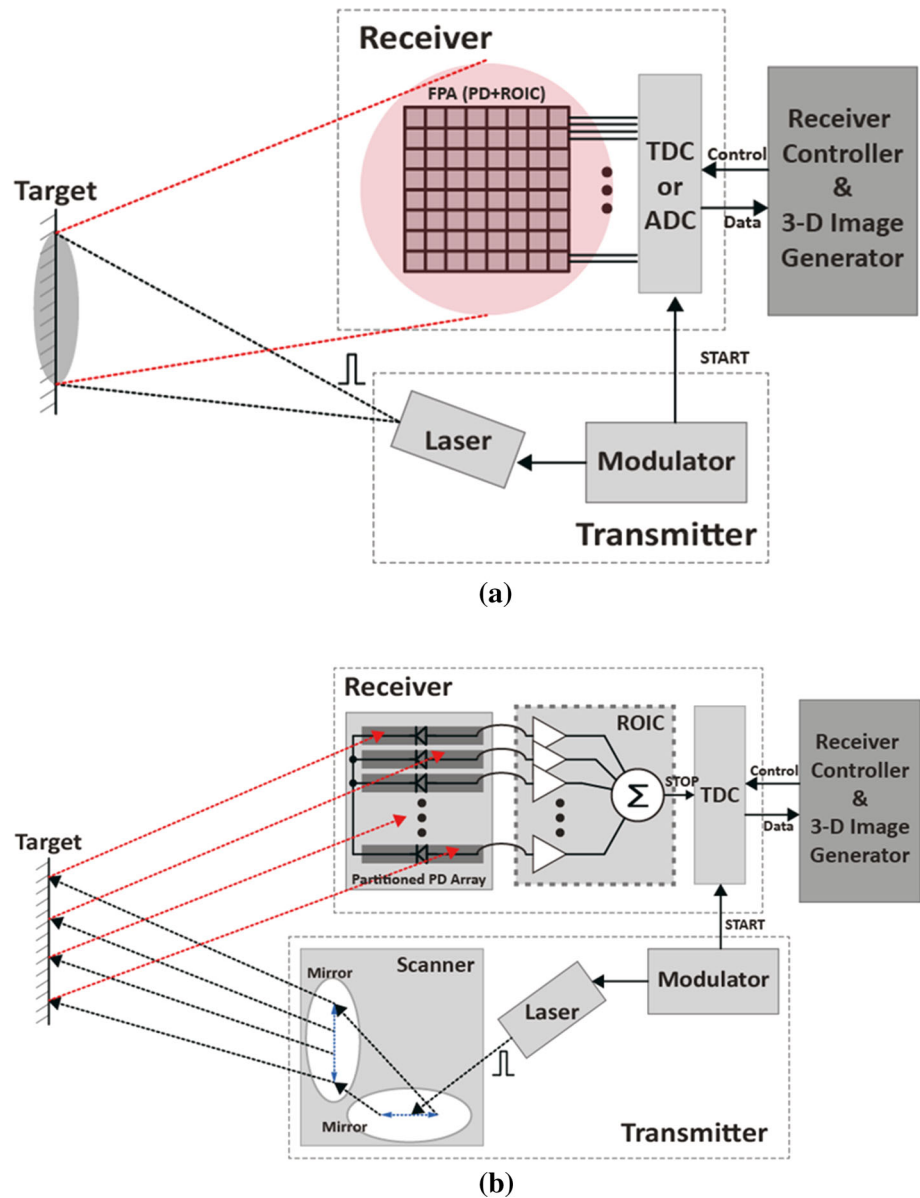 Receiver
FPA (PD+ROIC)
TDC
or
ADC
Control
Data
Receiver
Controller
&
3-D Image
Generator
Target
START
Laser
Modulator
Transmitter
(a)
Receiver
ROIC
STOP
Σ
TDC
Control
Data
Receiver
Controller
&
3-D Image
Generator
Partitioned PD Array
Target
START
Scanner
Mirror
Mirror
Laser
Modulator
Transmitter
(b)